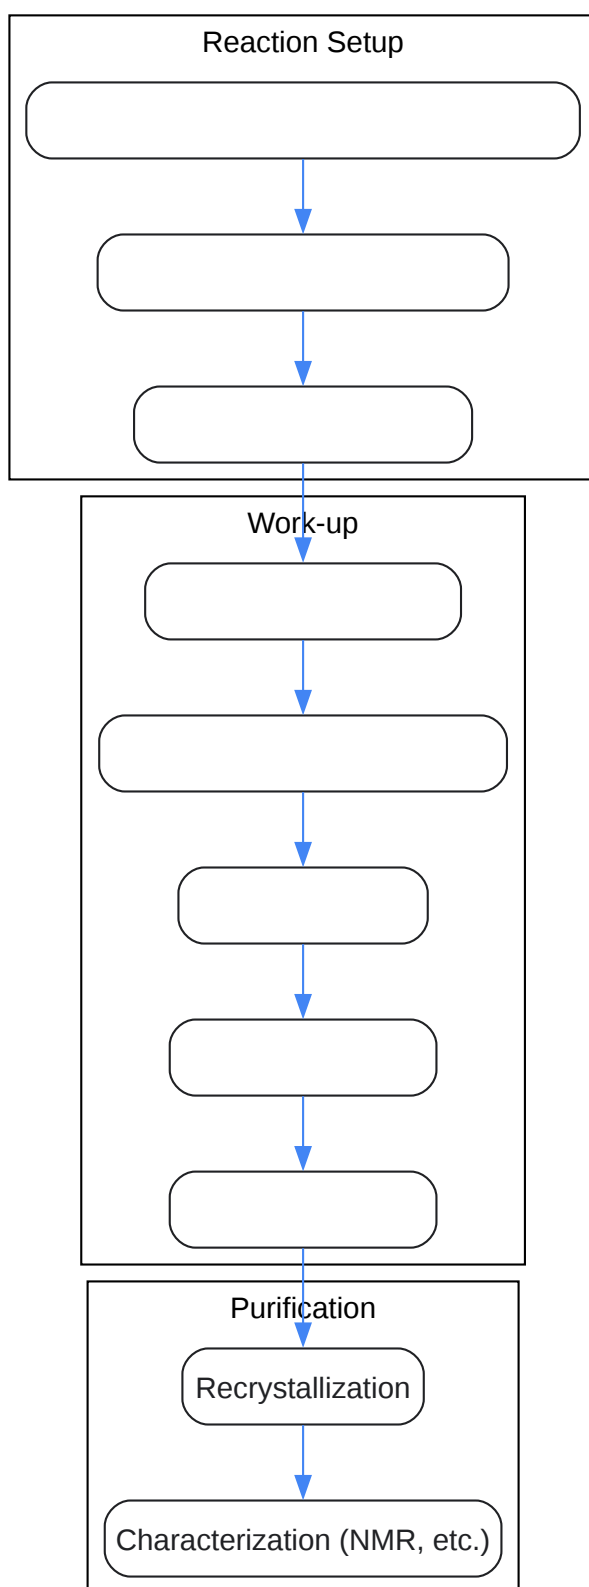 Reaction Setup
Work-up
Purification
Recrystallization
Characterization (NMR, etc.)